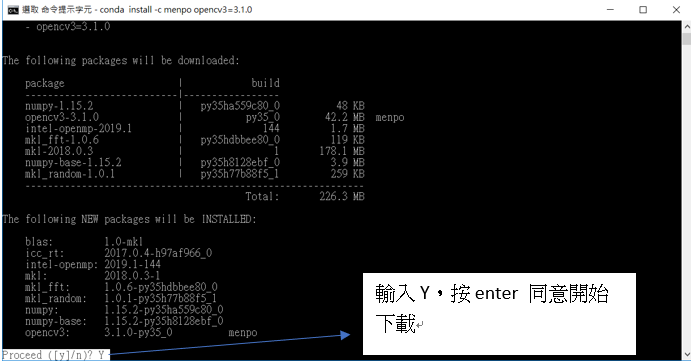 選取 命令提示字元 - conda  install -c menpo opencv3=3.1.0
- opencv3=3.1.0
The following packages will be downloaded:
package | build
---------------------------|-----------------
numpy-1.15.2 | py35ha559c80_0 48 KB
opencv3-3.1.0 | py35_0 42.2 MB menpo
intel-openmp-2019.1 | 144 1.7 MB
mkl_fft-1.0.6 | py35hdbbee80_0 119 KB
mkl-2018.0.3 | 1 178.1 MB
numpy-base-1.15.2 | py35h8128ebf_0 3.9 MB
mkl_random-1.0.1 | py35h77b88f5_1 259 KB
------------------------------------------------------------
Total: 226.3 MB
The following NEW packages will be INSTALLED:
blas: 1.0-mkl
icc_rt: 2017.0.4-h97af966_0
intel-openmp: 2019.1-144
mkl: 2018.0.3-1
mkl_fft: 1.0.6-py35hdbbee80_0
mkl_random: 1.0.1-py35h77b88f5_1
numpy: 1.15.2-py35ha559c80_0
numpy-base: 1.15.2-py35h8128ebf_0
opencv3: 3.1.0-py35_0 menpo
Proceed ([y]/n)? Y
輸入 Y，按 enter 同意開始
下載